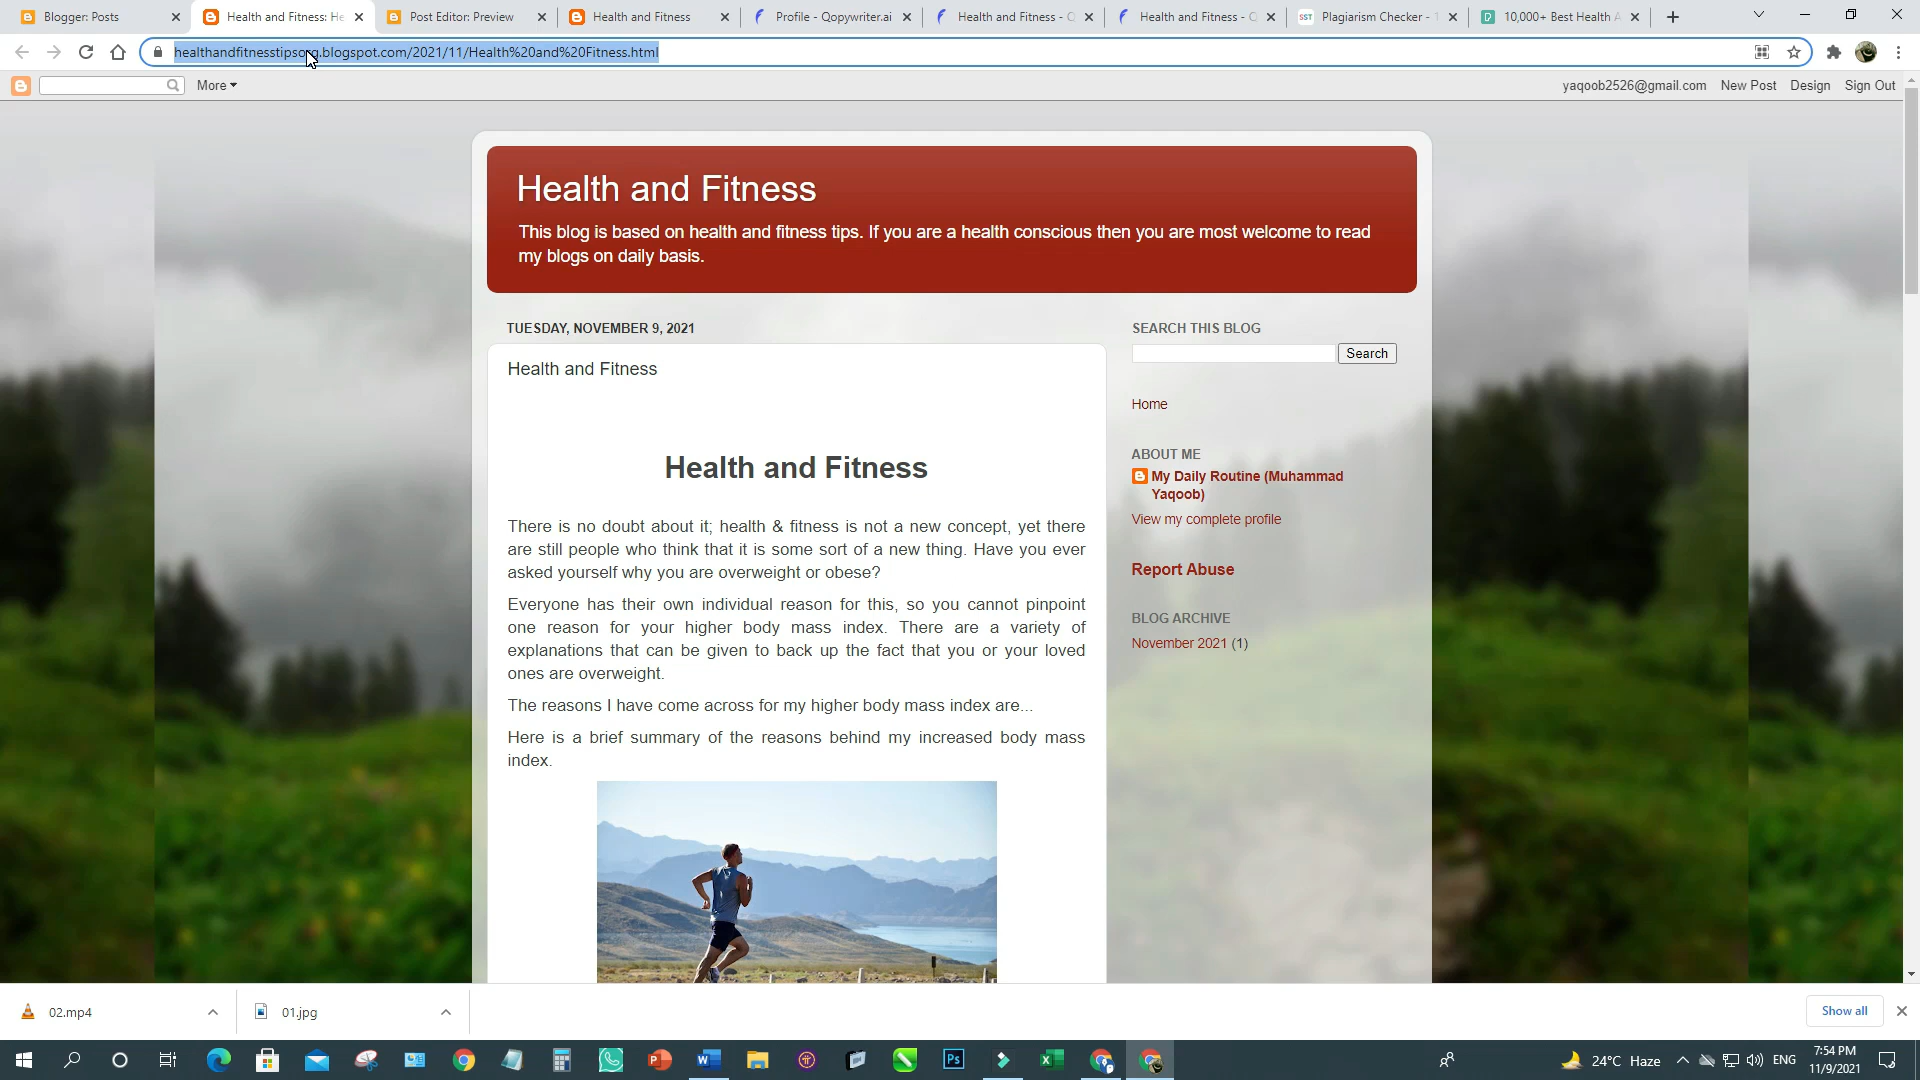 Blogger: Posts
Health and Fitness: He
Post Editor: Preview
Health and Fitness
Profile - Qopywriter.ai
Health and Fitness - Q
Health and Fitness - Q
SST
Plagiarism Checker - 1
10,000+ Best Health A
healthandfitnesstipsorg.blogspot.com/2021/11/Health%20and%20Fitness.html
More
yaqoob2526@gmail.com
New Post
Design
Sign Out
Health and Fitness
This blog is based on health and fitness tips. If you are a health conscious then you are most welcome to read
my blogs on daily basis.
TUESDAY, NOVEMBER 9, 2021
Health and Fitness
Health and Fitness
There is no doubt about it; health & fitness is not a new concept, yet there
are still people who think that it is some sort of a new thing. Have you ever
asked yourself why you are overweight or obese?
Everyone has their own individual reason for this, so you cannot pinpoint
one reason for your higher body mass index. There are a variety of
explanations that can be given to back up the fact that you or your loved
ones are overweight.
The reasons I have come across for my higher body mass index are...
Here is a brief summary of the reasons behind my increased body mass
index.
SEARCH THIS BLOG
Search
Home
ABOUT ME
My Daily Routine (Muhammad
Yaqoob)
View my complete profile
Report Abuse
BLOG ARCHIVE
November 2021 (1)
02.mp4
01.jpg
Show all
24°C Haze
ENG
7:54 PM
11/9/2021